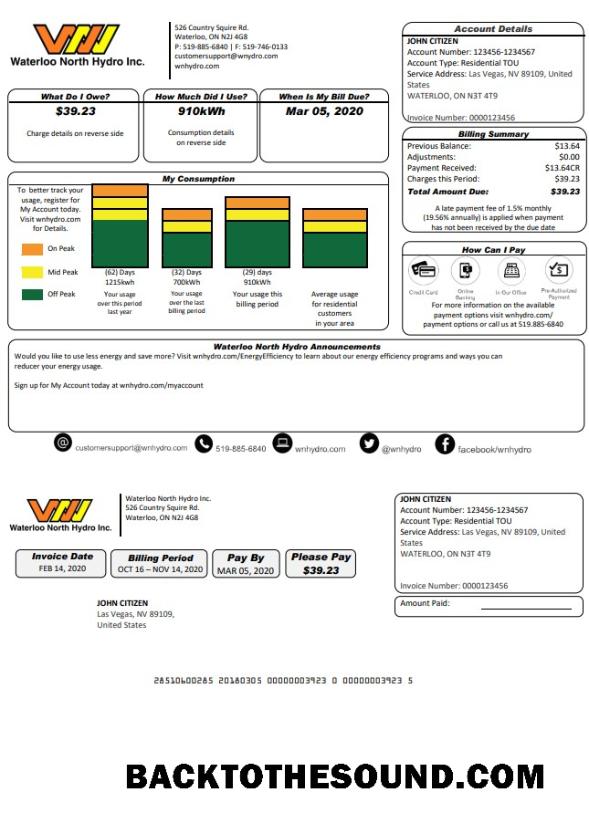 Waterloo North Hydro Inc.
526 Country Squire Rd.
Waterloo, ON N2J 4G8
P: 519-885-6840 | F: 519-746-0133
customersupport@wnydro.com
wnhydro.com
Account Details
JOHN CITIZEN
Account Number: 123456-1234567
Account Type: Residential TOU
Service Address: Las Vegas, NV 89109, United
States
WATERLOO, ON N3T 4T9
Invoice Number: 0000123456
What Do I Owe?
$39.23
Charge details on reverse side
How Much Did I Use?
910kWh
Consumption details
on reverse side
When Is My Bill Due?
Mar 05, 2020
Billing Summary
Previous Balance: $13.64
Adjustments: $0.00
Payment Received: $13.64CR
Charges this Period: $39.23
Total Amount Due: $39.23
A late payment fee of 1.5% monthly
(19.56% annually) is applied when payment
has not been received by the due date
My Consumption
To better track your
usage, register for
My Account today.
Visit wnhydro.com
for Details.
On Peak
Mid Peak
Off Peak
(62) Days
1215kwh
Your usage
over this period
last year
(32) Days
700kWh
Your usage
over the last
billing period
(29) days
910kWh
Your usage this
billing period
Average usage
for residential
customers
in your area
How Can I Pay
Credit Card
Online
Banking
In Our Office
Pre-Authorized
Payment
For more information on the available
payment options visit wnhydro.com/
payment options or call us at 519.885-6840
Waterloo North Hydro Announcements
Would you like to use less energy and save more? Visit wnhydro.com/EnergyEfficiency to learn about our energy efficiency programs and ways you can
reducer your energy usage.
Sign up for My Account today at wnhydro.com/myaccount
customersupport@wnhydro.com
519-885-6840
wnhydro.com
@wnhydro
facebook/wnhydro
Waterloo North Hydro Inc.
Waterloo North Hydro Inc.
526 Country Squire Rd.
Waterloo, ON N2J 4G8
JOHN CITIZEN
Account Number: 123456-1234567
Account Type: Residential TOU
Service Address: Las Vegas, NV 89109, United
States
WATERLOO, ON N3T 4T9
Invoice Number: 0000123456
Invoice Date
FEB 14, 2020
Billing Period
OCT 16 – NOV 14, 2020
Pay By
MAR 05, 2020
Please Pay
$39.23
Amount Paid:
JOHN CITIZEN
Las Vegas, NV 89109,
United States
28510600285 20180305 00000003923 0 00000003923 5
BACKTOTHESOUND.COM